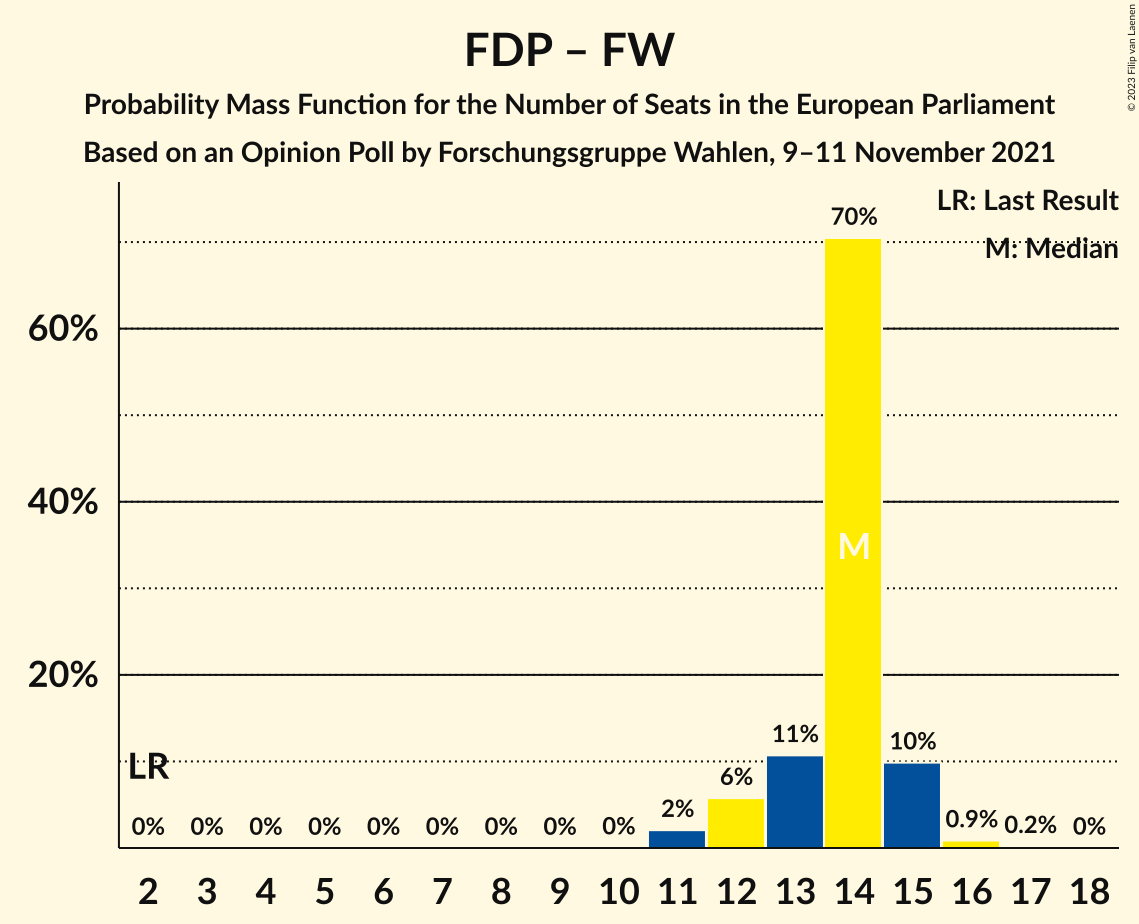 FDP – FW
Probability Mass Function for the Number of Seats in the European Parliament
Based on an Opinion Poll by Forschungsgruppe Wahlen, 9–11 November 2021
© 2023 Filip van Laenen
LR: Last Result
M: Median
70%
60%
40%
M
20%
11%
10%
LR
6%
2%
0.9%
0.2%
0% 0% 0% 0% 0% 0% 0% 0% 0% 0%
2 3 4 5 6 7 8 9 10 11 12 13 14 15 16 17 18